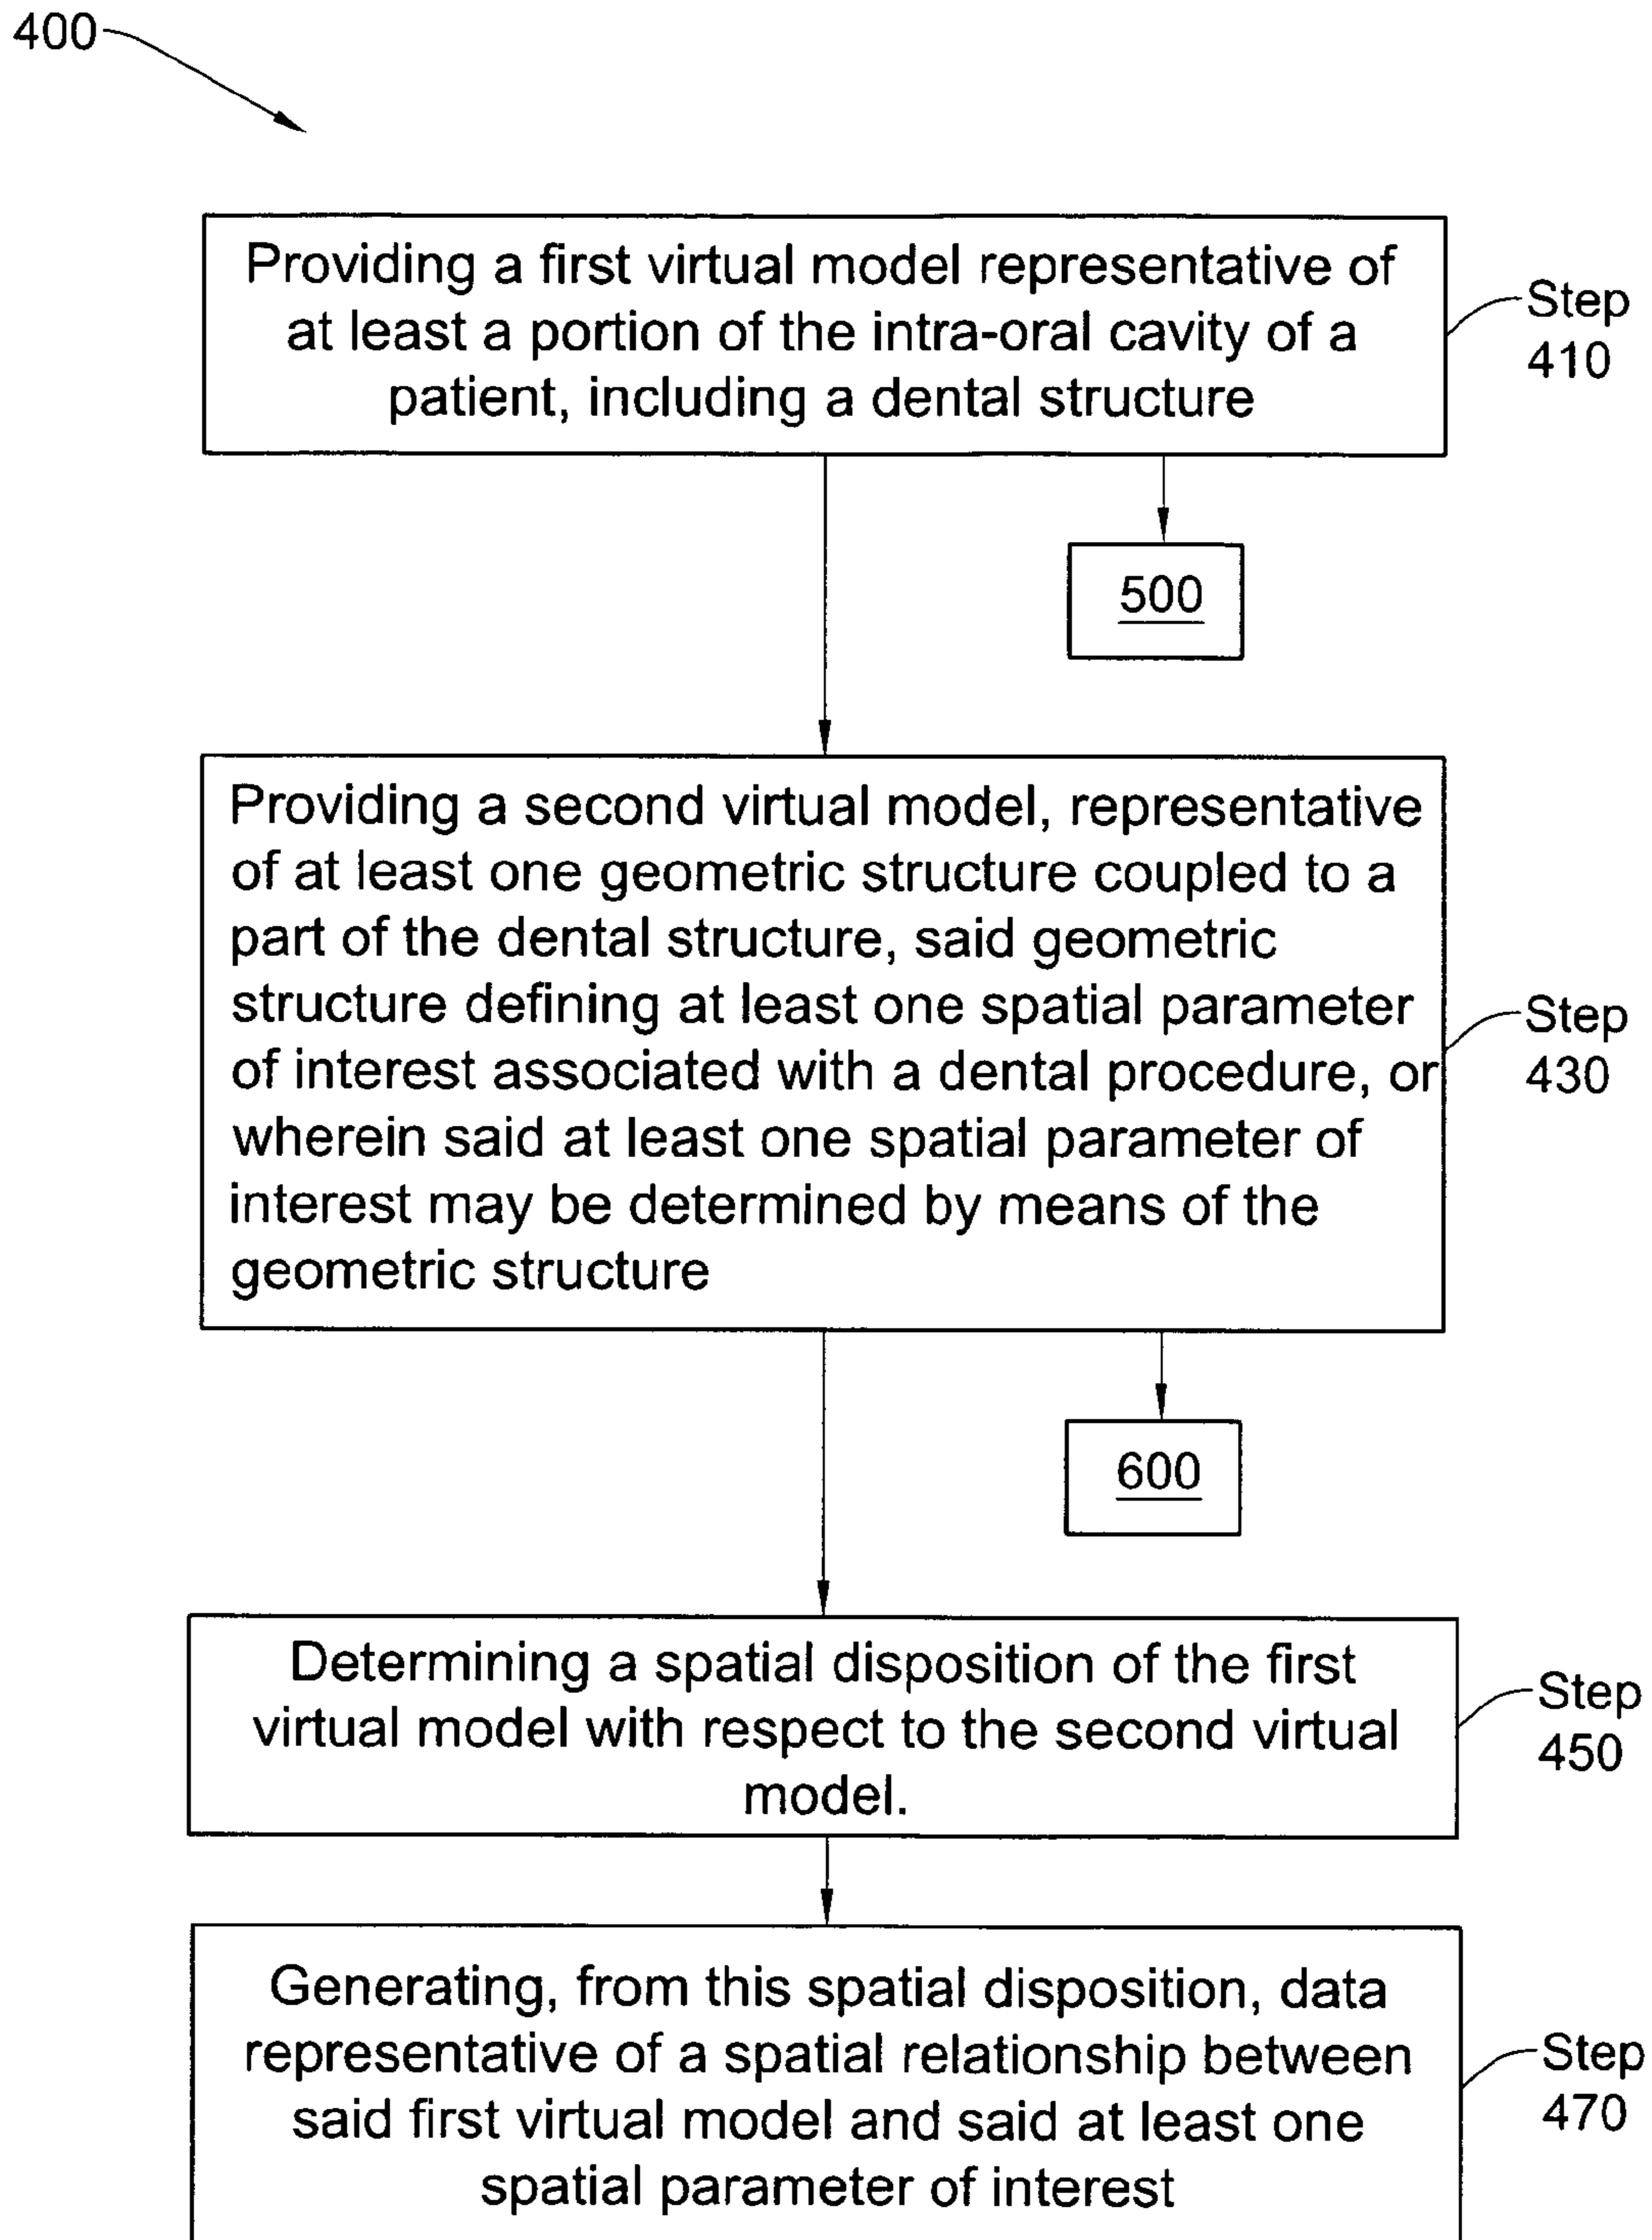 400
Providing a first virtual model representative of
at least a portion of the intra-oral cavity of a
patient, including a dental structure
Step
410
500
Providing a second virtual model, representative
of at least one geometric structure coupled to a
part of the dental structure, said geometric
structure defining at least one spatial parameter
of interest associated with a dental procedure, or
wherein said at least one spatial parameter of
interest may be determined by means of the
geometric structure
Step
430
600
Determining a spatial disposition of the first
virtual model with respect to the second virtual
model.
Step
450
Generating, from this spatial disposition, data
representative of a spatial relationship between
said first virtual model and said at least one
spatial parameter of interest
Step
470